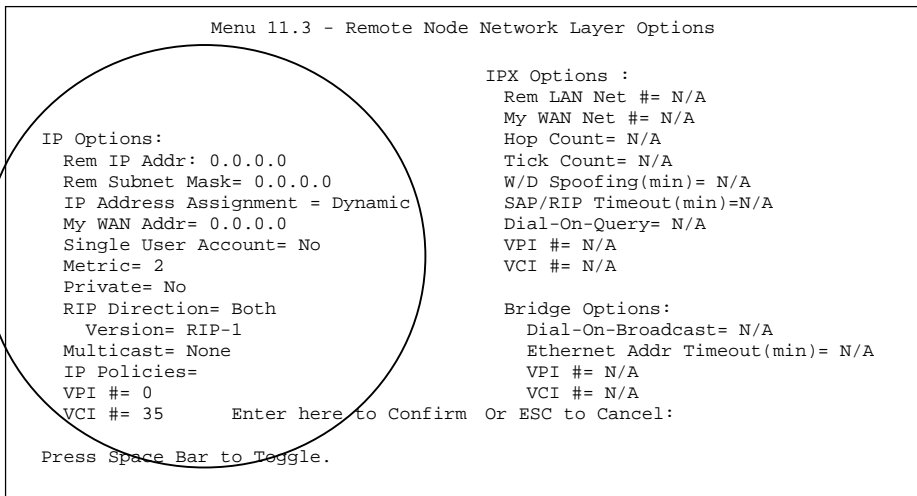 Menu 11.3 - Remote Node Network Layer Options
IP Options:
Rem IP Addr: 0.0.0.0
Rem Subnet Mask= 0.0.0.0
IP Address Assignment = Dynamic
My WAN Addr= 0.0.0.0
Single User Account= No
Metric= 2
Private= No
RIP Direction= Both
Version= RIP-1
Multicast= None
IP Policies=
VPI #= 0
VCI #= 35
IPX Options :
Rem LAN Net #= N/A
My WAN Net #= N/A
Hop Count= N/A
Tick Count= N/A
W/D Spoofing(min)= N/A
SAP/RIP Timeout(min)=N/A
Dial-On-Query= N/A
VPI #= N/A
VCI #= N/A
Bridge Options:
Dial-On-Broadcast= N/A
Ethernet Addr Timeout(min)= N/A
VPI #= N/A
VCI #= N/A
Enter here to Confirm Or ESC to Cancel:
Press Space Bar to Toggle.